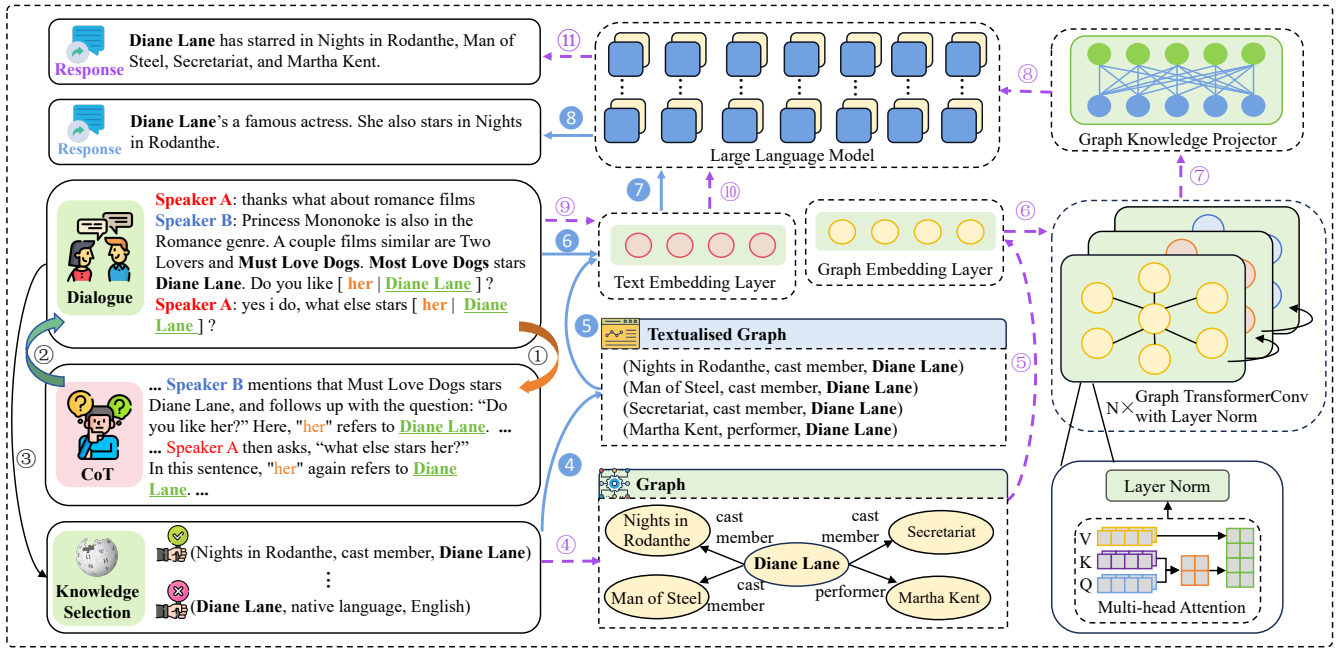 Response
Diane Lane has starred in Nights in Rodanthe, Man of
Steel, Secretariat, and Martha Kent.
⑪
Response
Diane Lane's a famous actress. She also stars in Nights
in Rodanthe.
❽
Large Language Model
⑧
Graph Knowledge Projector
❼
⑩
⑦
Dialogue
Speaker A: thanks what about romance films
Speaker B: Princess Mononoke is also in the
Romance genre. A couple films similar are Two
Lovers and Must Love Dogs. Most Love Dogs stars
Diane Lane. Do you like [ her | Diane Lane ] ?
Speaker A: yes i do, what else stars [ her | Diane
Lane ] ?
⑨
❻
Text Embedding Layer
Graph Embedding Layer
⑥
N× Graph TransformerConv
with Layer Norm
②
①
③
CoT
... Speaker B mentions that Must Love Dogs stars
Diane Lane, and follows up with the question: “Do
you like her?” Here, "her" refers to Diane Lane. ...
... Speaker A then asks, “what else stars her?”
In this sentence, "her" again refers to Diane
Lane. ...
❺
Textualised Graph
(Nights in Rodanthe, cast member, Diane Lane)
(Man of Steel, cast member, Diane Lane)
(Secretariat, cast member, Diane Lane)
(Martha Kent, performer, Diane Lane)
⑤
❹
④
Knowledge
Selection
(Nights in Rodanthe, cast member, Diane Lane)
⋮
(Diane Lane, native language, English)
Graph
Nights in
Rodanthe
cast
member
cast
member
Secretariat
Diane Lane
Man of Steel
cast
member
performer
Martha Kent
Layer Norm
V
K
Q
Multi-head Attention